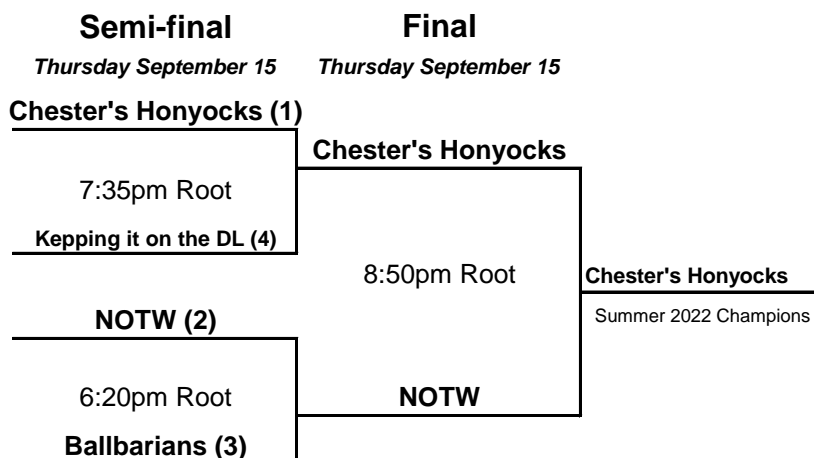 Semi-final
Final
Thursday September 15
Thursday September 15
Chester's Honyocks (1)
Chester's Honyocks
7:35pm Root
Kepping it on the DL (4)
8:50pm Root
Chester's Honyocks
Summer 2022 Champions
NOTW (2)
6:20pm Root
NOTW
Ballbarians (3)